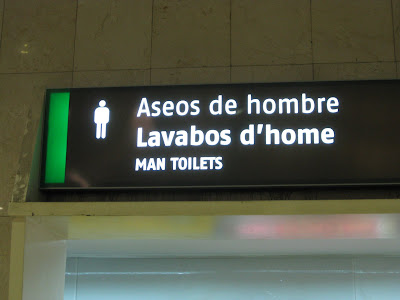 Aseos de hombre
Lavabos d'home
MAN TOILETS